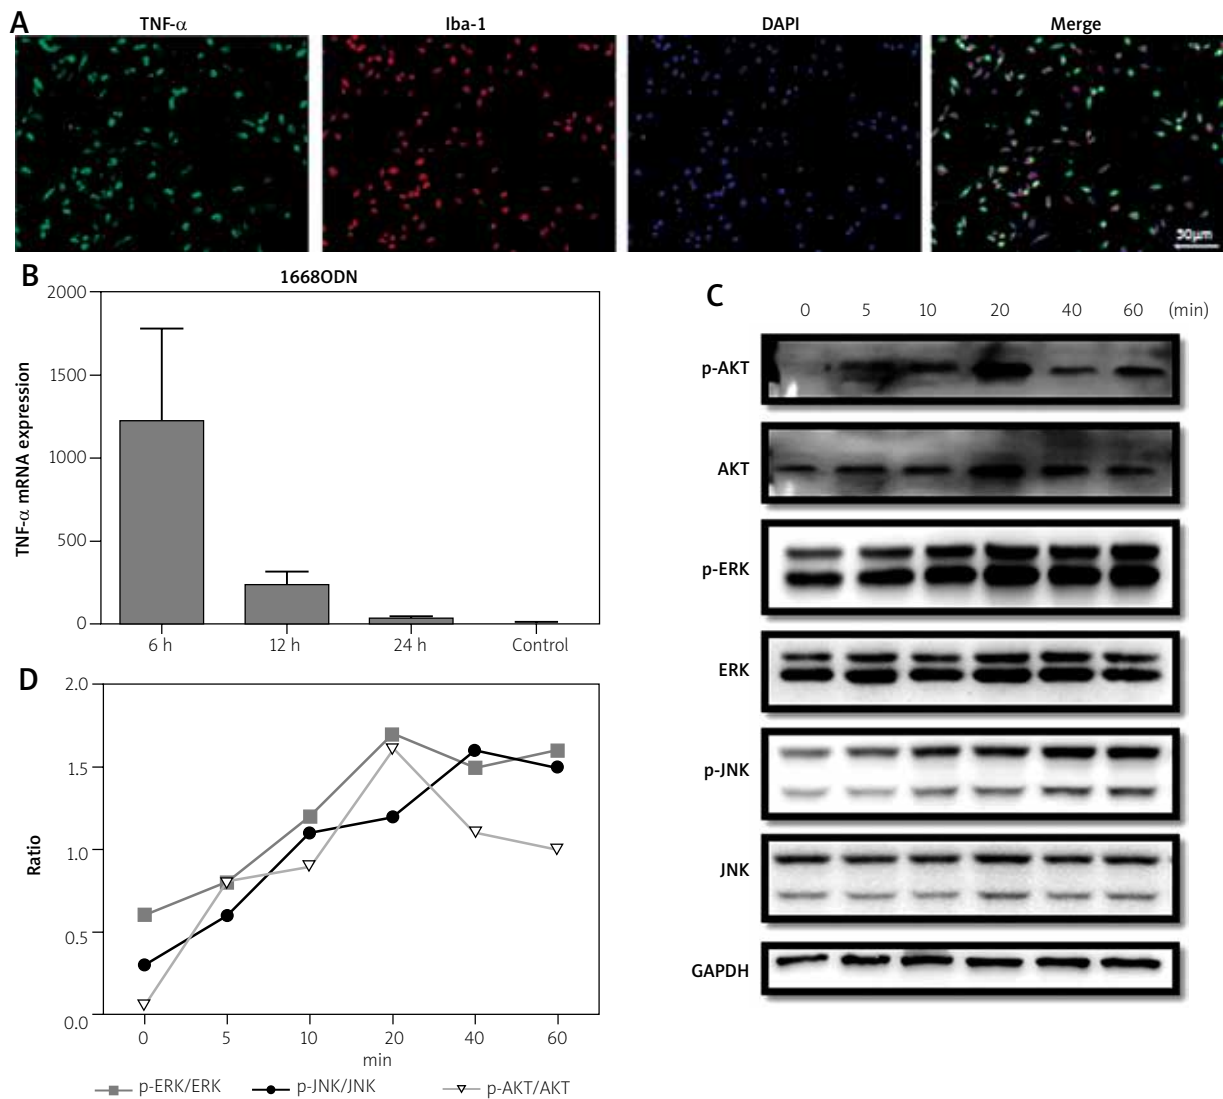 A
TNF-α Iba-1 DAPI Merge
50μm
B
1668ODN
TNF-α mRNA expression
2000
1500
1000
500
0
6 h 12 h 24 h Control
C
0 5 10 20 40 60 (min)
p-AKT
AKT
p-ERK
ERK
p-JNK
JNK
GAPDH
D
Ratio
2.0
1.5
1.0
0.5
0.0
0 5 10 20 40 60
min
p-ERK/ERK p-JNK/JNK p-AKT/AKT